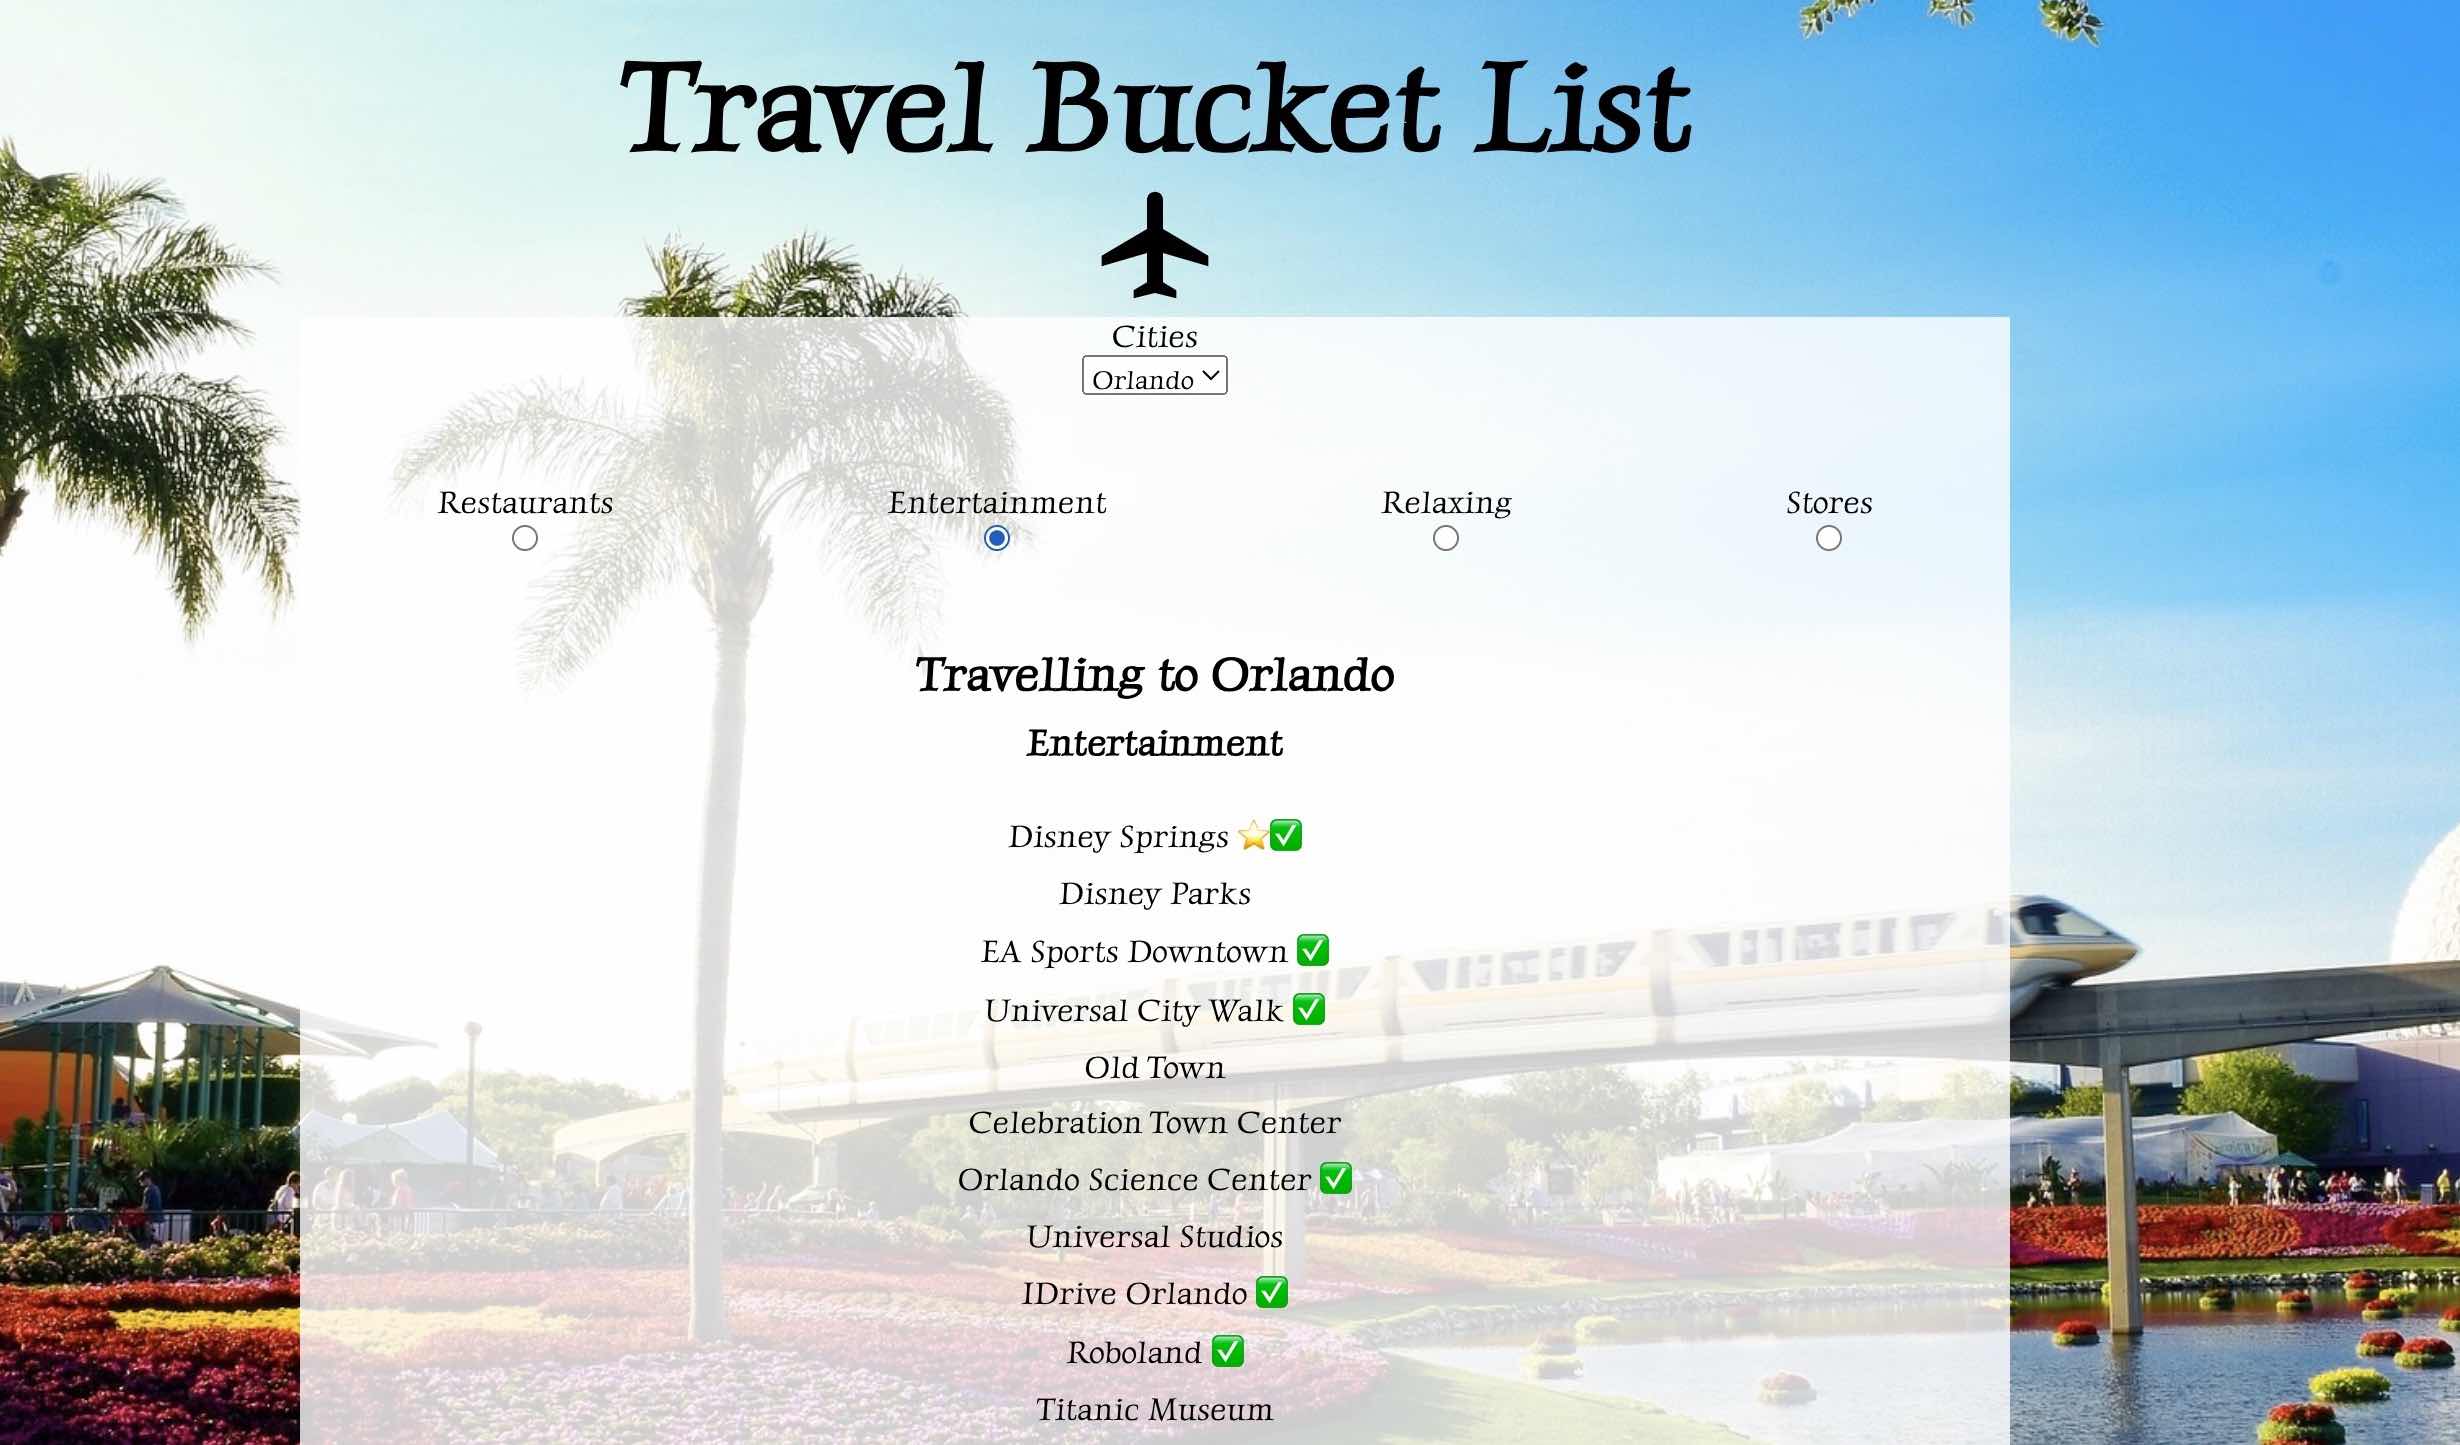 Travel Bucket List
Cities
Orlando
Restaurants
Entertainment
Relaxing
Stores
Travelling to Orlando
Entertainment
Disney Springs ⭐✅
Disney Parks
EA Sports Downtown ✅
Universal City Walk ✅
Old Town
Celebration Town Center
Orlando Science Center ✅
Universal Studios
IDrive Orlando ✅
Roboland ✅
Titanic Museum